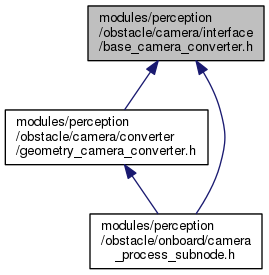 modules/perception
/obstacle/camera/interface
/base_camera_converter.h
modules/perception
/obstacle/camera/converter
/geometry_camera_converter.h
modules/perception
/obstacle/onboard/camera
_process_subnode.h